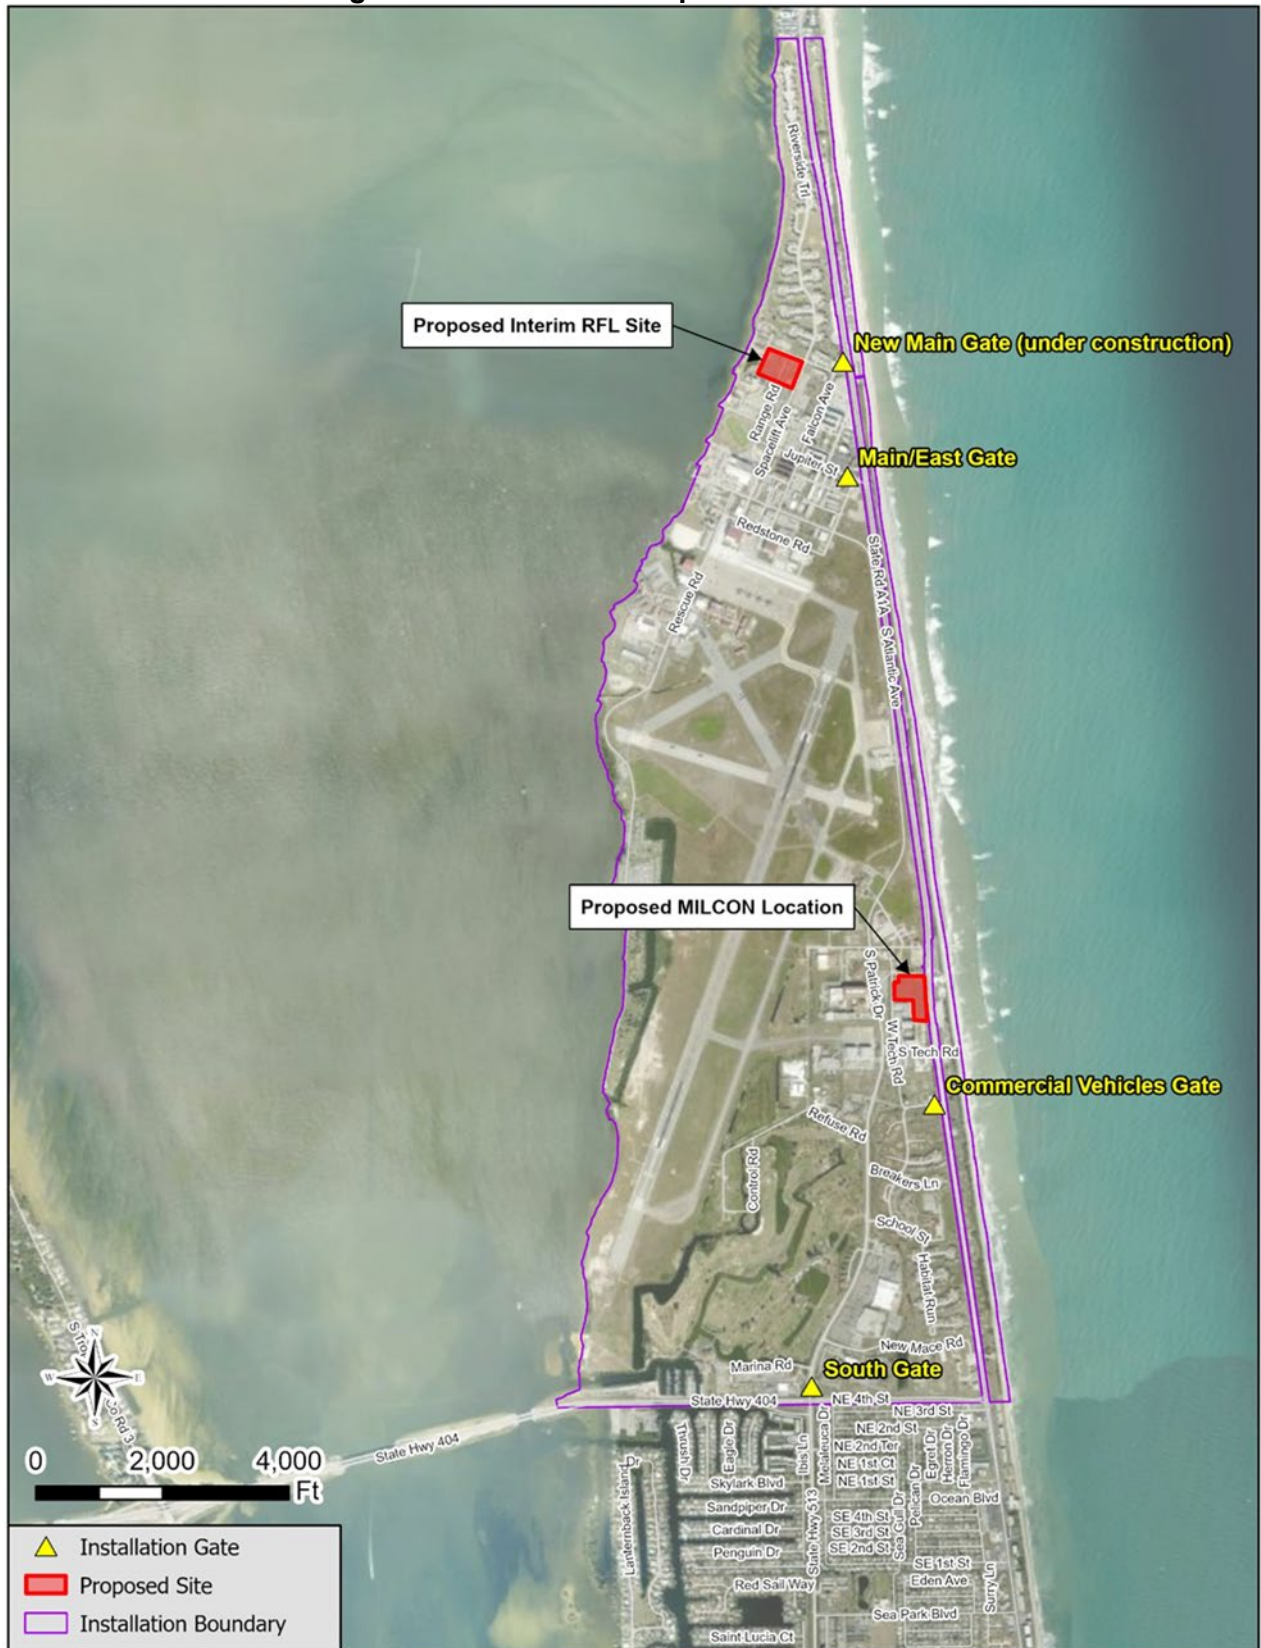 Riverside Trl
Proposed Interim RFL Site
New Main Gate (under construction)
Range Rd
Spacelift Ave
Falcon Ave
Main/East Gate
Jupiter St
Redstone Rd
State Rd A1A
Rescue Rd
S Atlantic Ave
Proposed MILCON Location
S Patrick Dr
W Tech Rd
S Tech Rd
Commercial Vehicles Gate
Refuse Rd
Control Rd
Breakers Ln
School St
Habitat Run
New Mace Rd
Marina Rd
South Gate
State Hwy 404
NE 4th St
NE 3rd St
NE 2nd St
NE 2nd Ter
NE 1st Ct
NE 1st St
Thrush Dr
Eagle Dr
Ibis Ln
Melaleuca Dr
Egret Dr
Herron Dr
Flamingo Dr
Pelican Dr
Sea Gull Dr
State Hwy 404
Lanternback Island Dr
Skylark Blvd
Sandpiper Dr
Cardinal Dr
Penguin Dr
Red Sail Way
Saint Lucia Ct
State Hwy 513
Ocean Blvd
SE 4th St
SE 3rd St
SE 2nd St
SE 1st St
Eden Ave
Surry Ln
Sea Park Blvd
N
W
E
S
0
2,000
4,000
Ft
Installation Gate
Proposed Site
Installation Boundary